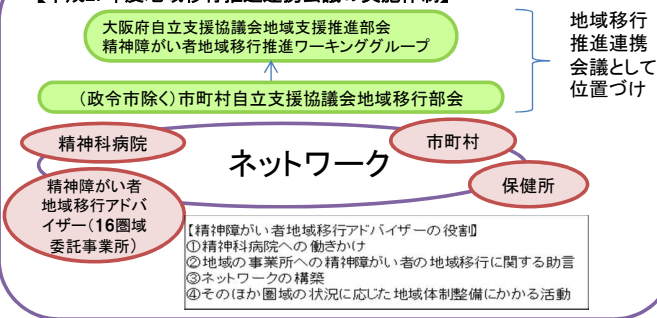 大阪府自立支援協議会地域支援推進部会
精神障がい者地域移行推進ワーキンググループ
地域移行
推進連携
会議として
位置づけ
(政令市除く)市町村自立支援協議会地域移行部会
精神科病院
市町村
ネットワーク
保健所
精神障がい者
地域移行アドバ
イザー(16圏域
委託事業所)
【精神障がい者地域移行アドバイザーの役割】
①精神科病院への働きかけ
②地域の事業所への精神障がい者の地域移行に関する助言
③ネットワークの構築
④そのほか圏域の状況に応じた地域体制整備にかかる活動